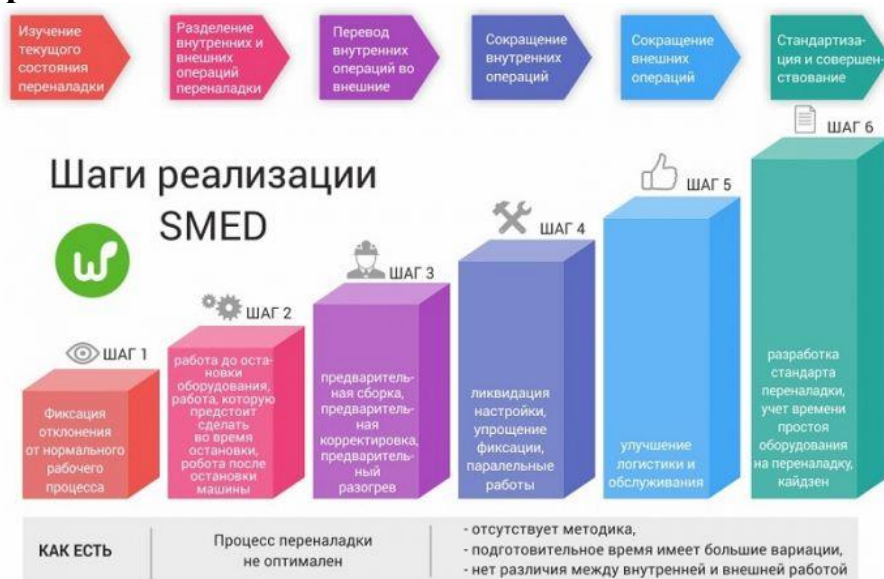 Изучение
текущего
состояния
переналадки
Разделение
внутренних и
внешних
операций
переналадки
Перевод
внутренних
операций во
внешние
Сокращение
внутренних
операций
Сокращение
внешних
операций
Стандартиза-
ция и совершен-
ствование
Шаги реализации
SMED
ШАГ 1
Фиксация
отклонения
от нормального
рабочего
процесса
ШАГ 2
работа до оста-
новки
оборудования,
работа, которую
предстоит
сделать
во время
остановки,
робота после
остановки
машины
ШАГ 3
предваритель-
ная сборка,
предваритель-
ная
корректировка,
предваритель-
ный
разогрев
ШАГ 4
ликвидация
настройки,
упрощение
фиксации,
паралельные
работы
ШАГ 5
улучшение
логистики и
обслуживания
ШАГ 6
разработка
стандарта
переналадки,
учет времени
простоя
оборудования
на переналадку,
кайдзен
КАК ЕСТЬ
Процесс переналадки
не оптимален
- отсутствует методика,
- подготовительное время имеет большие вариации,
- нет различия между внутренней и внешней работой